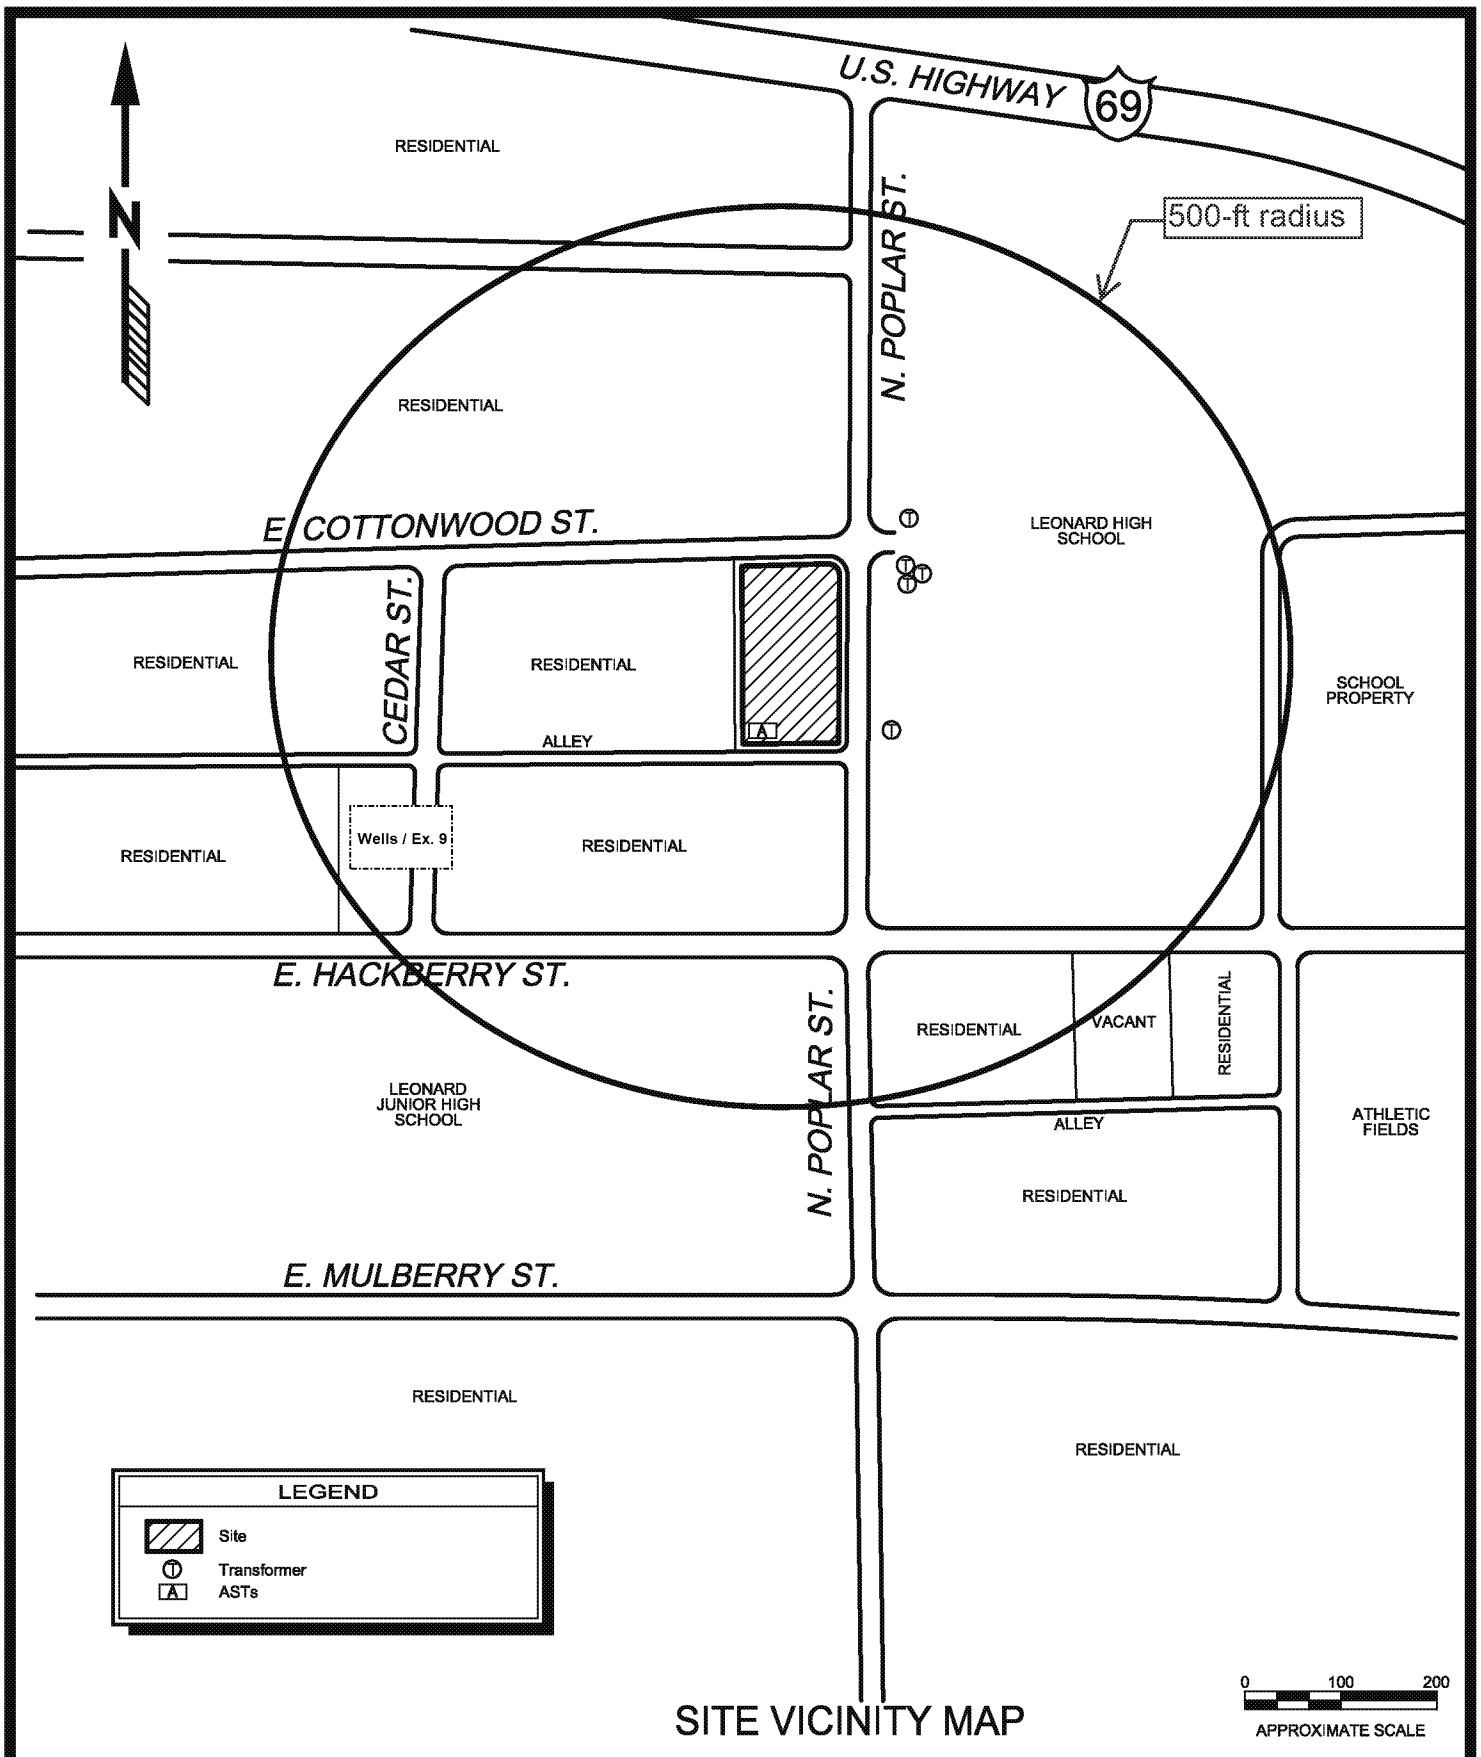 U.S. HIGHWAY 69
RESIDENTIAL
N
N. POPLAR ST.
500-ft radius
RESIDENTIAL
E. COTTONWOOD ST.
T
LEONARD HIGH
SCHOOL
T
T
T
CEDAR ST.
RESIDENTIAL
RESIDENTIAL
SCHOOL
PROPERTY
A
T
ALLEY
Wells / Ex. 9
RESIDENTIAL
RESIDENTIAL
E. HACKBERRY ST.
N. POPLAR ST.
RESIDENTIAL
VACANT
RESIDENTIAL
LEONARD
JUNIOR HIGH
SCHOOL
ALLEY
ATHLETIC
FIELDS
RESIDENTIAL
E. MULBERRY ST.
RESIDENTIAL
RESIDENTIAL
LEGEND
Site
T Transformer
A ASTs
0 100 200
APPROXIMATE SCALE
SITE VICINITY MAP